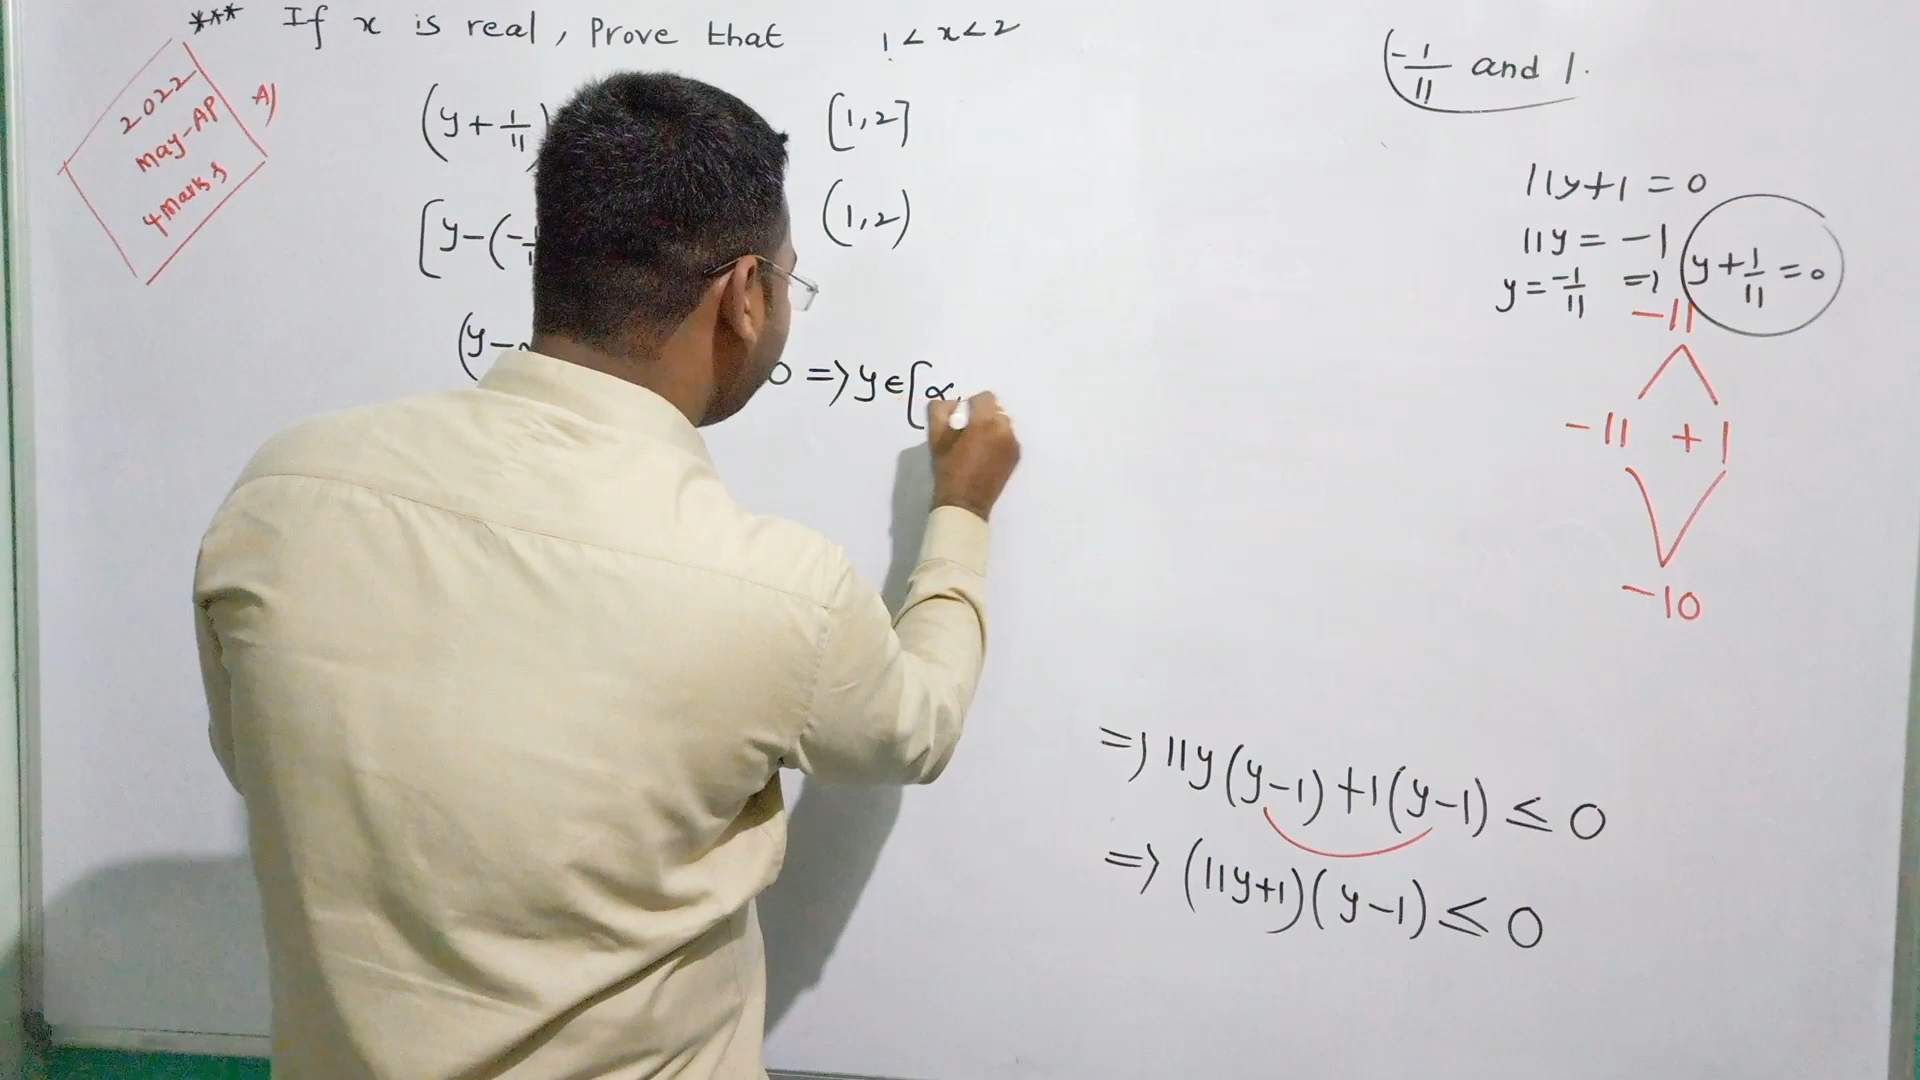 *** If x is real, Prove that
1 < x < 2
(-1/11 and 1.
2022
May-AP
4 Marks
A)
(y + 1/11)
[y-(-1
(y-
0 => y ∈ [α,
[1,2]
(1,2)
11y+1 = 0
11y = -1
y = -1/11 => y + 1/11 = 0
-11
-11 +1
-10
=> 11y(y-1) + 1(y-1) ≤ 0
=> (11y+1)(y-1) ≤ 0